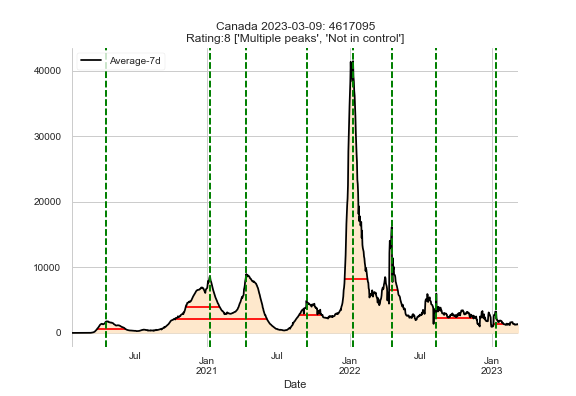 Canada 2023-03-09: 4617095
Rating:8 ['Multiple peaks', 'Not in control']
Average-7d
40000
30000
20000
10000
0
Jul
Jan
2021
Jul
Jan
2022
Jul
Jan
2023
Date